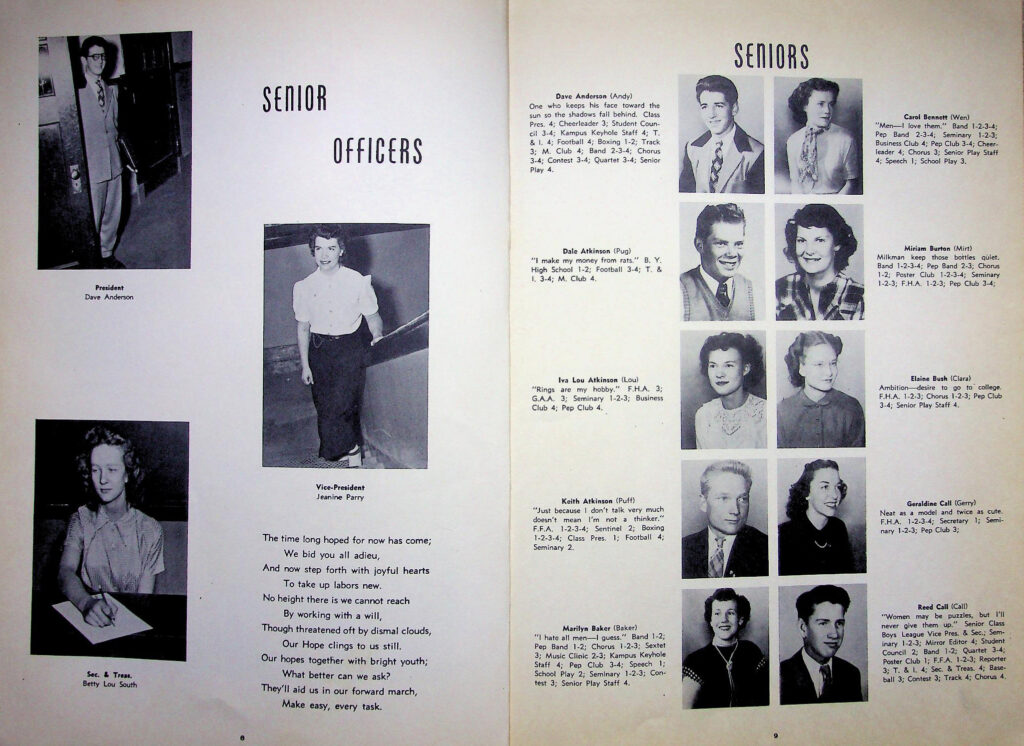 SENIOR
OFFICERS
President
Dave Anderson
Vice-President
Jeanine Parry
Sec. & Treas.
Betty Lou South
The time long hoped for now has come;
We bid you all adieu,
And now step forth with joyful hearts
To take up labors new.
No height there is we cannot reach
By working with a will,
Though threatened oft by dismal clouds,
Our Hope clings to us still.
Our hopes together with bright youth;
What better can we ask?
They'll aid us in our forward march,
Make easy, every task.
6
SENIORS
Dave Anderson (Andy)
One who keeps his face toward the
sun so the shadows fall behind. Class
Pres. 4; Cheerleader 3; Student Coun-
cil 3-4; Kampus Keyhole Staff 4; T.
& I. 4; Football 4; Boxing 1-2; Track
3; M. Club 4; Band 2-3-4; Chorus
3-4; Contest 3-4; Quartet 3-4; Senior
Play 4.
Dale Atkinson (Pug)
"I make my money from rats." B. Y.
High School 1-2; Football 3-4; T. &
I. 3-4; M. Club 4.
Iva Lou Atkinson (Lou)
"Rings are my hobby." F.H.A. 3;
G.A.A. 3; Seminary 1-2-3; Business
Club 4; Pep Club 4.
Keith Atkinson (Puff)
"Just because I don't talk very much
doesn't mean I'm not a thinker."
F.F.A. 1-2-3-4; Sentinel 2; Boxing
1-2-3-4; Class Pres. 1; Football 4;
Seminary 2.
Marilyn Baker (Baker)
"I hate all men—I guess." Band 1-2;
Pep Band 1-2; Chorus 1-2-3; Sextet
3; Music Clinic 2-3; Kampus Keyhole
Staff 4; Pep Club 3-4; Speech 1;
School Play 2; Seminary 1-2-3; Con-
test 3; Senior Play Staff 4.
Carol Bennett (Wen)
"Men—I love them." Band 1-2-3-4;
Pep Band 2-3-4; Seminary 1-2-3;
Business Club 4; Pep Club 3-4; Cheer-
leader 4; Chorus 3; Senior Play Staff
4; Speech 1; School Play 3.
Miriam Burton (Mirt)
Milkman keep those bottles quiet.
Band 1-2-3-4; Pep Band 2-3; Chorus
1-2; Poster Club 1-2-3-4; Seminary
1-2-3; F.H.A. 1-2-3; Pep Club 3-4;
Elaine Bush (Clara)
Ambition—desire to go to college.
F.H.A. 1-2-3; Chorus 1-2-3; Pep Club
3-4; Senior Play Staff 4.
Geraldine Call (Gerry)
Neat as a model and twice as cute.
F.H.A. 1-2-3-4; Secretary 1; Semi-
nary 1-2-3; Pep Club 3;
Reed Call (Call)
"Women may be puzzles, but I'll
never give them up." Senior Class
Boys League Vice Pres. & Sec.; Sem-
inary 1-2-3; Mirror Editor 4; Student
Council 2; Band 1-2; Quartet 3-4;
Poster Club 1; F.F.A. 1-2-3; Reporter
3; T. & I. 4; Sec. & Treas. 4; Base-
ball 3; Contest 3; Track 4; Chorus 4.
9